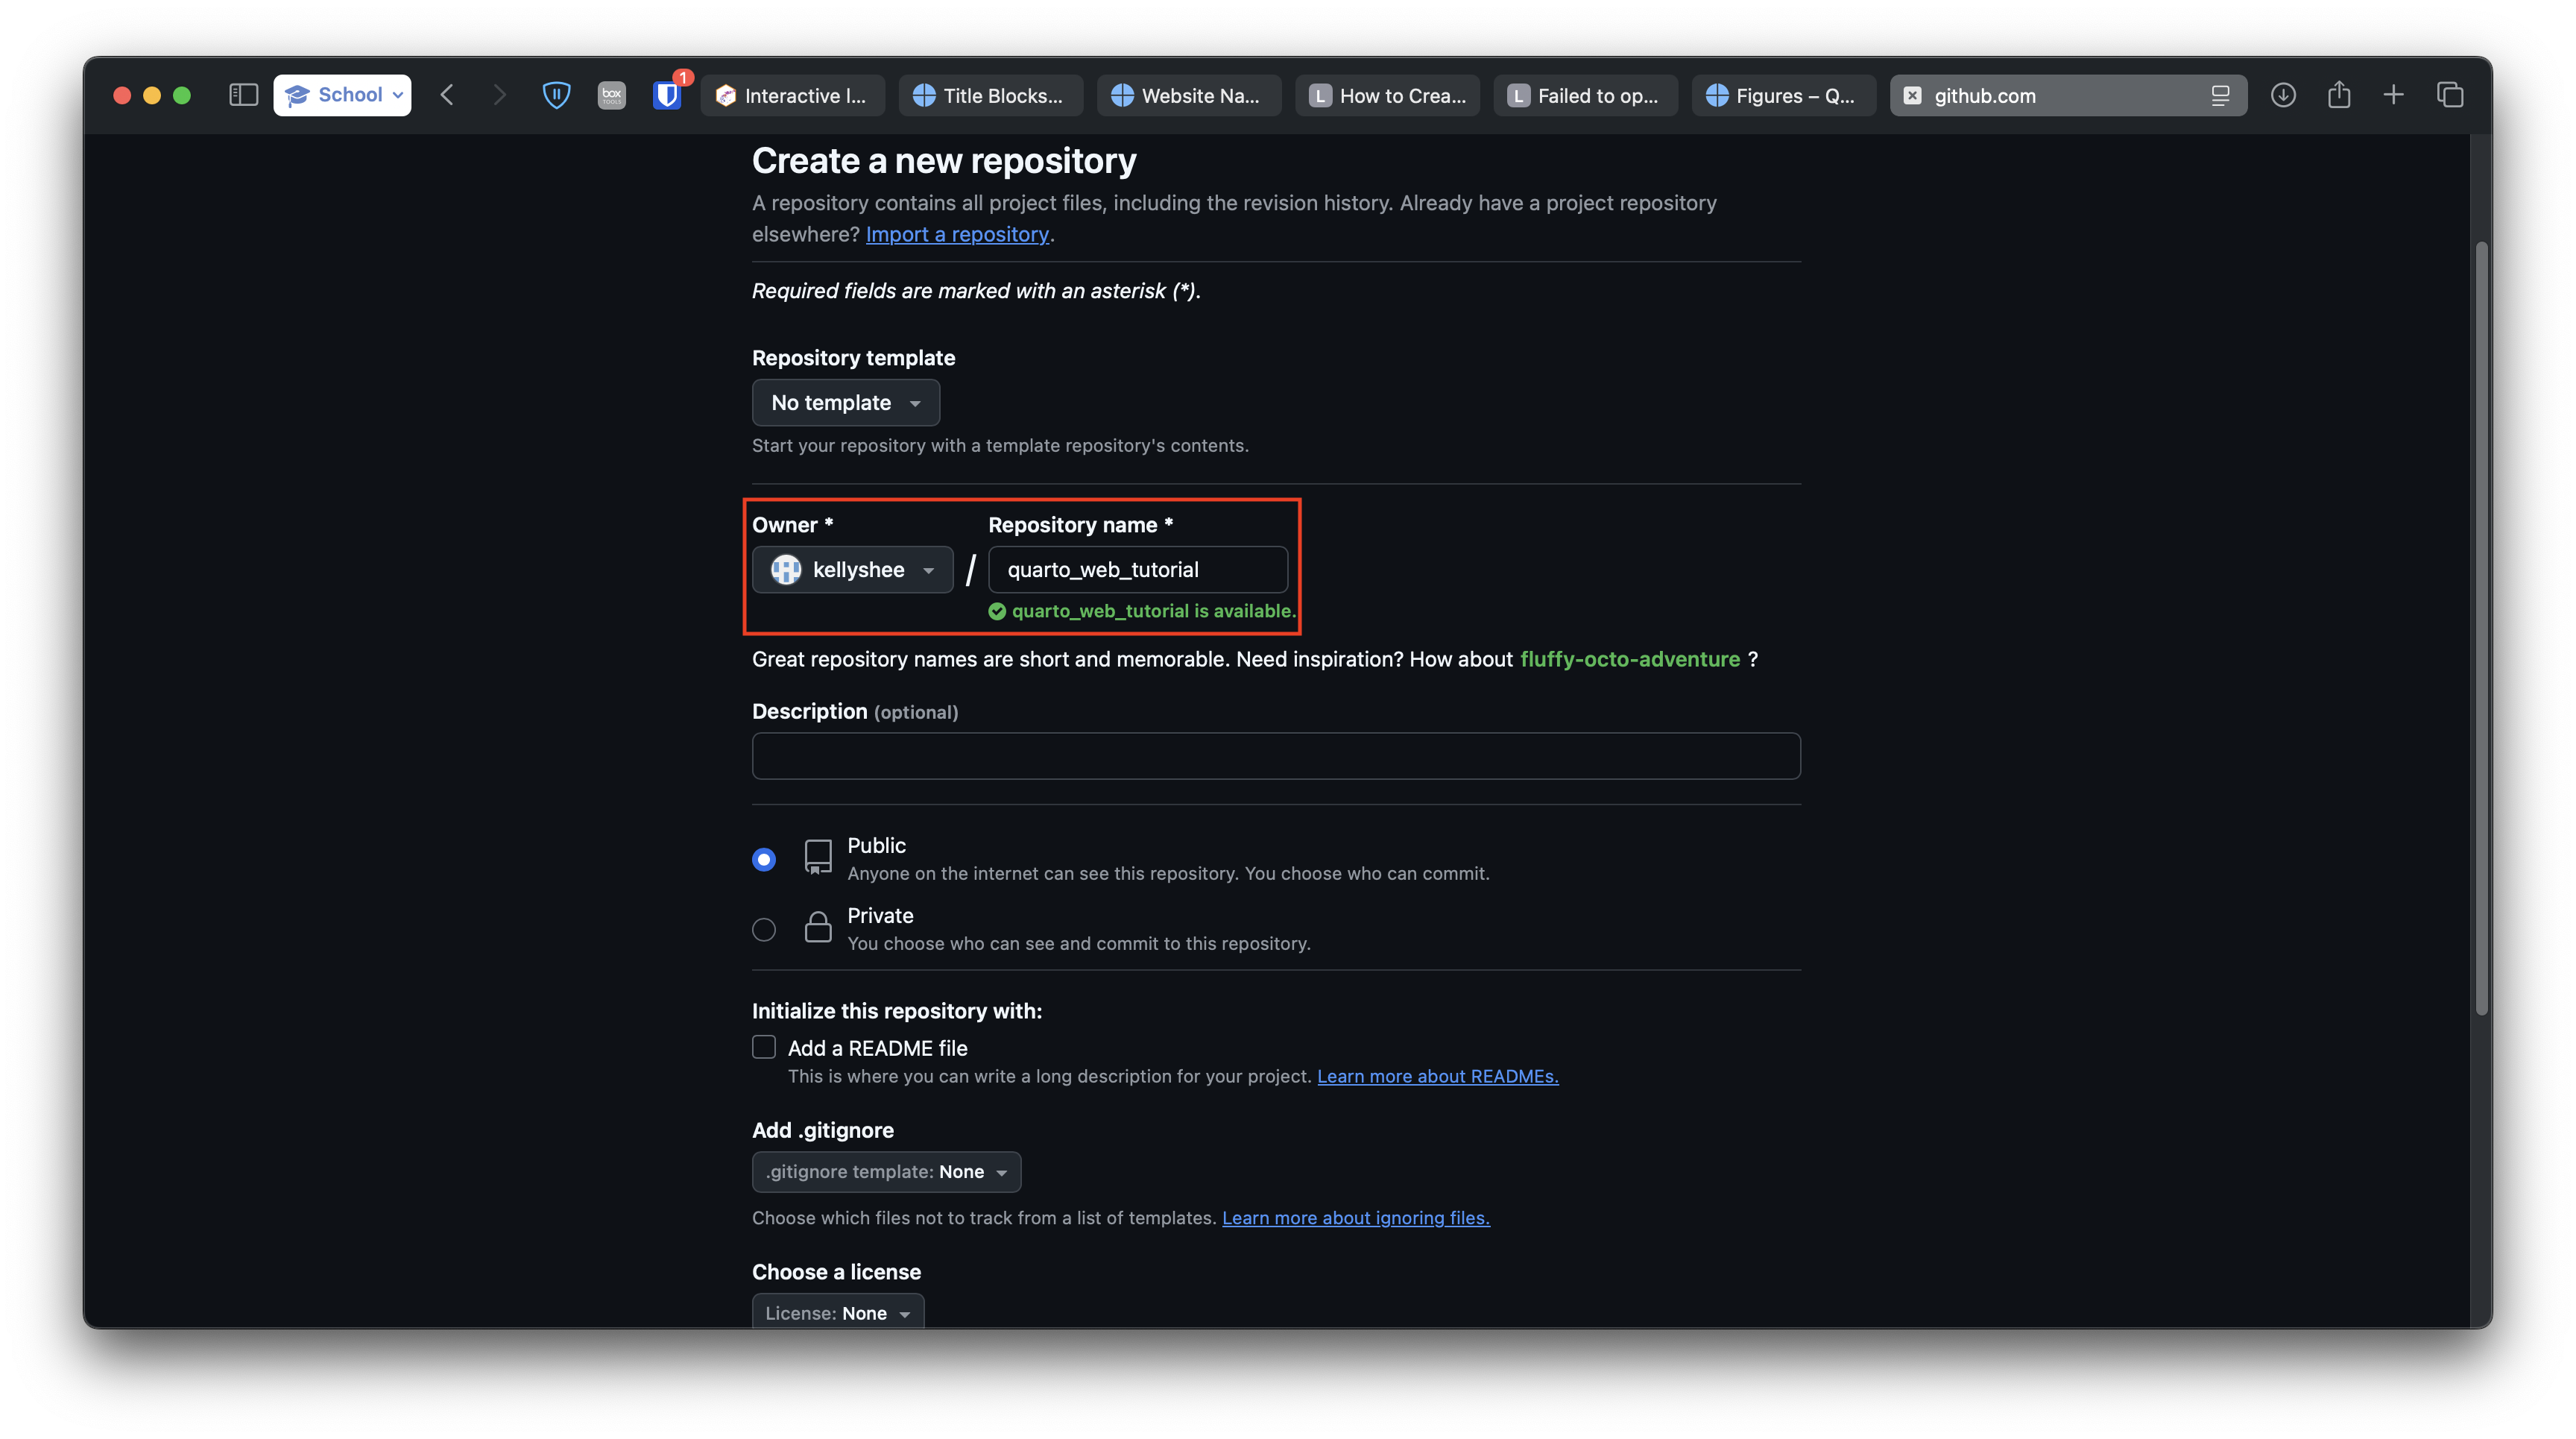 School
box
TOOLS
1
Interactive I...
Title Blocks...
Website Na...
L
How to Crea...
L
Failed to op...
Figures – Q...
github.com
Create a new repository
A repository contains all project files, including the revision history. Already have a project repository
elsewhere? Import a repository.
Required fields are marked with an asterisk (*).
Repository template
No template
Start your repository with a template repository's contents.
Owner * Repository name *
kellyshee / quarto_web_tutorial
quarto_web_tutorial is available.
Great repository names are short and memorable. Need inspiration? How about fluffy-octo-adventure ?
Description (optional)
Public
Anyone on the internet can see this repository. You choose who can commit.
Private
You choose who can see and commit to this repository.
Initialize this repository with:
Add a README file
This is where you can write a long description for your project. Learn more about READMEs.
Add .gitignore
.gitignore template: None
Choose which files not to track from a list of templates. Learn more about ignoring files.
Choose a license
License: None